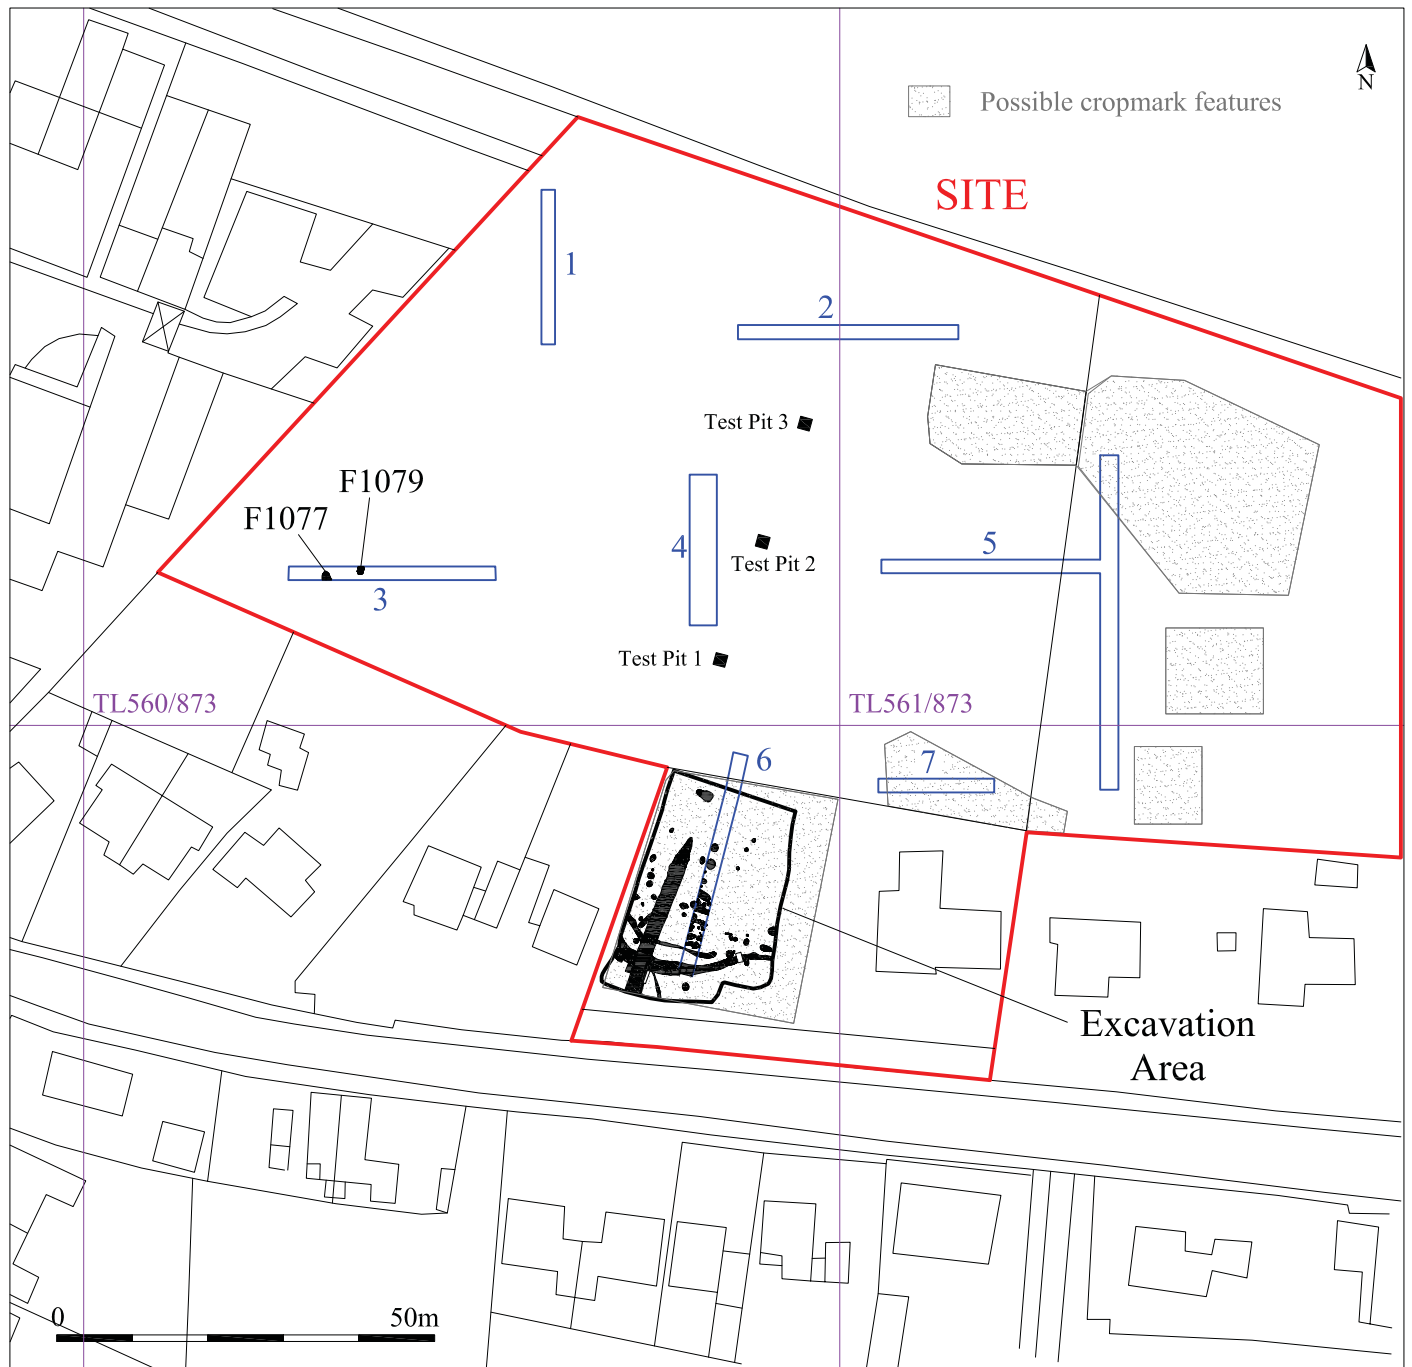 N
Possible cropmark features
SITE
1
2
Test Pit 3
F1079
F1077
4
5
Test Pit 2
3
Test Pit 1
TL560/873
TL561/873
6
7
Excavation
Area
0
50m